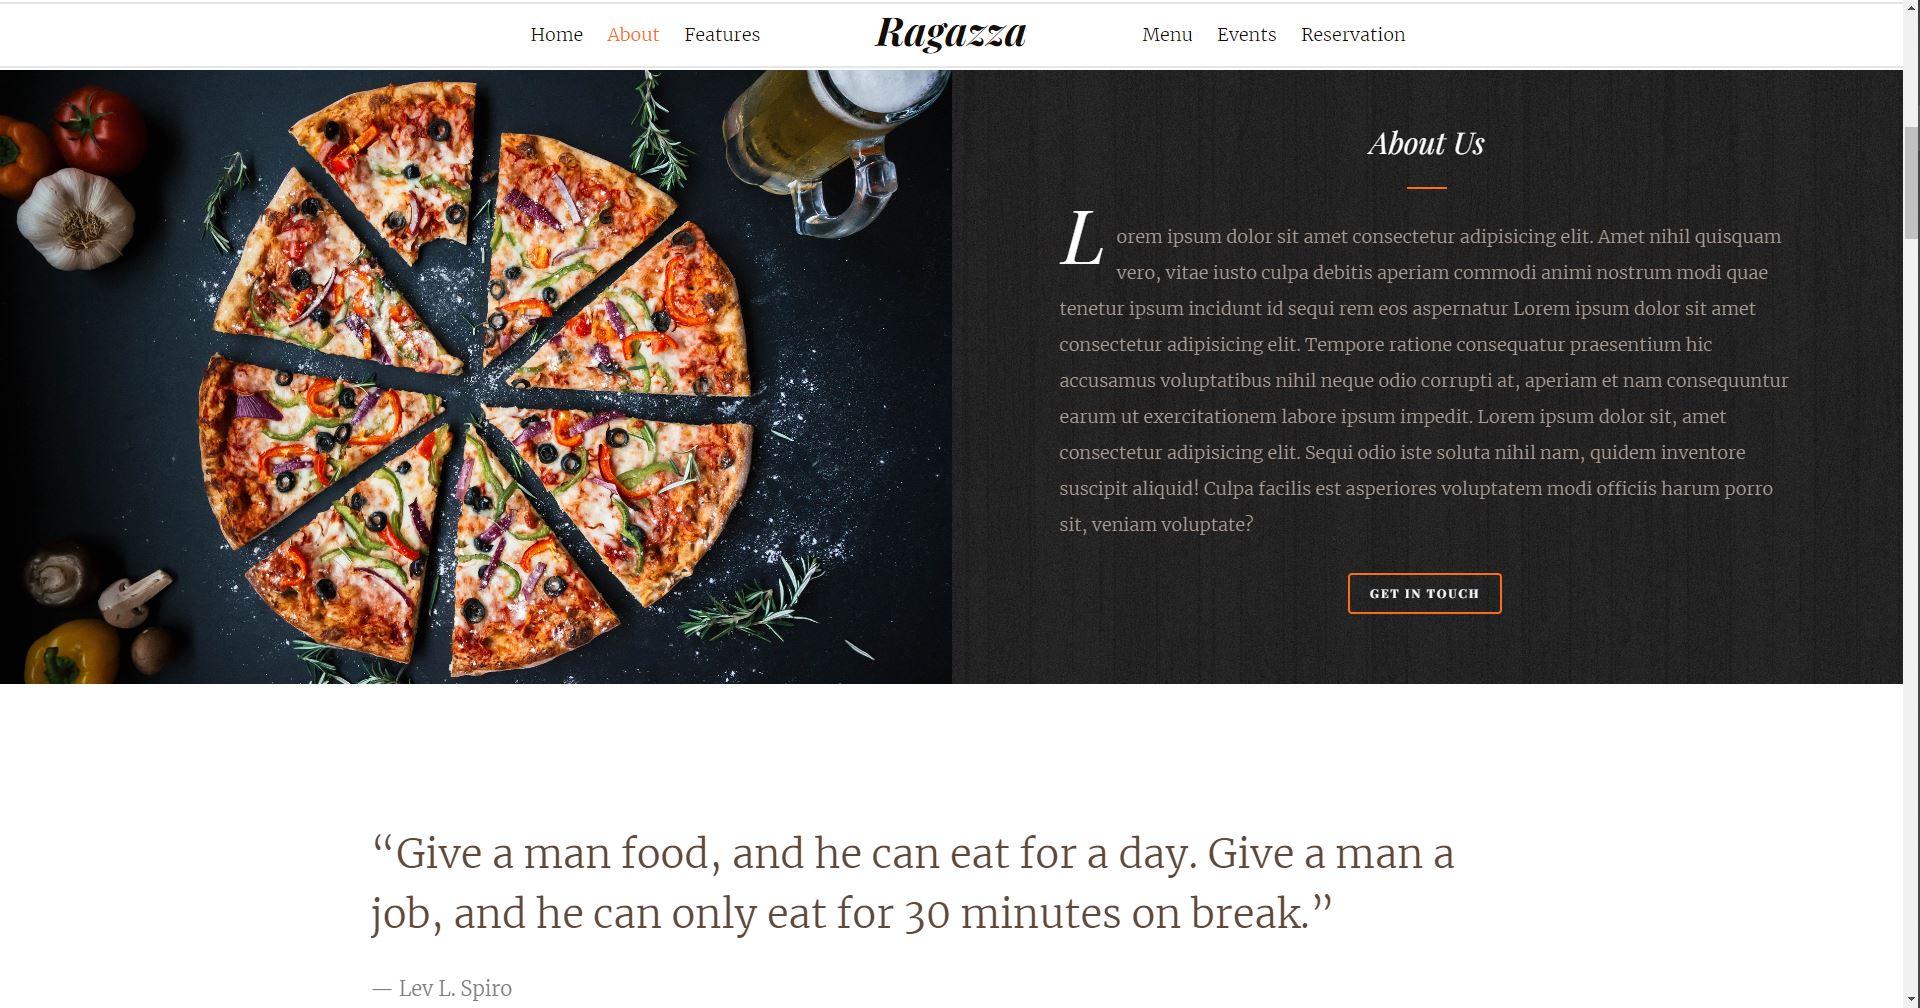 Home About Features Ragazza Menu Events Reservation
About Us
Lorem ipsum dolor sit amet consectetur adipisicing elit. Amet nihil quisquam
vero, vitae iusto culpa debitis aperiam commodi animi nostrum modi quae
tenetur ipsum incidunt id sequi rem eos aspernatur Lorem ipsum dolor sit amet
consectetur adipisicing elit. Tempore ratione consequatur praesentium hic
accusamus voluptatibus nihil neque odio corrupti at, aperiam et nam consequuntur
earum ut exercitationem labore ipsum impedit. Lorem ipsum dolor sit, amet
consectetur adipisicing elit. Sequi odio iste soluta nihil nam, quidem inventore
suscipit aliquid! Culpa facilis est asperiores voluptatem modi officiis harum porro
sit, veniam voluptate?
GET IN TOUCH
“Give a man food, and he can eat for a day. Give a man a
job, and he can only eat for 30 minutes on break.”
— Lev L. Spiro